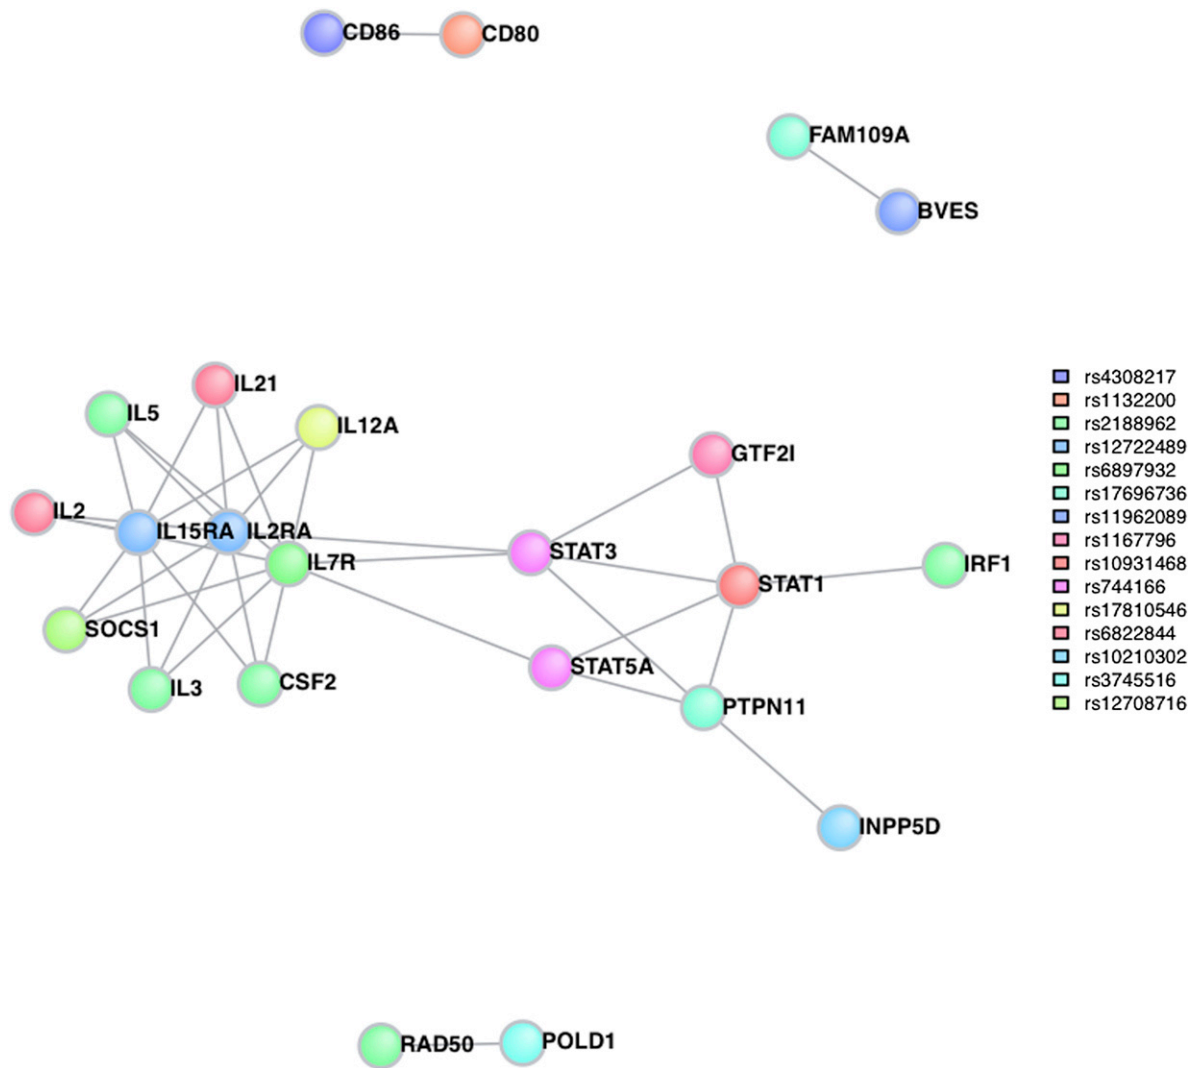 CD86
CD80
FAM109A
BVES
IL21
IL5
IL12A
IL2
IL15RA
IL2RA
IL7R
SOCS1
IL3
CSF2
GTF2I
STAT3
STAT1
IRF1
STAT5A
PTPN11
INPP5D
RAD50
POLD1
rs4308217
rs1132200
rs2188962
rs12722489
rs6897932
rs17696736
rs11962089
rs1167796
rs10931468
rs744166
rs17810546
rs6822844
rs10210302
rs3745516
rs12708716